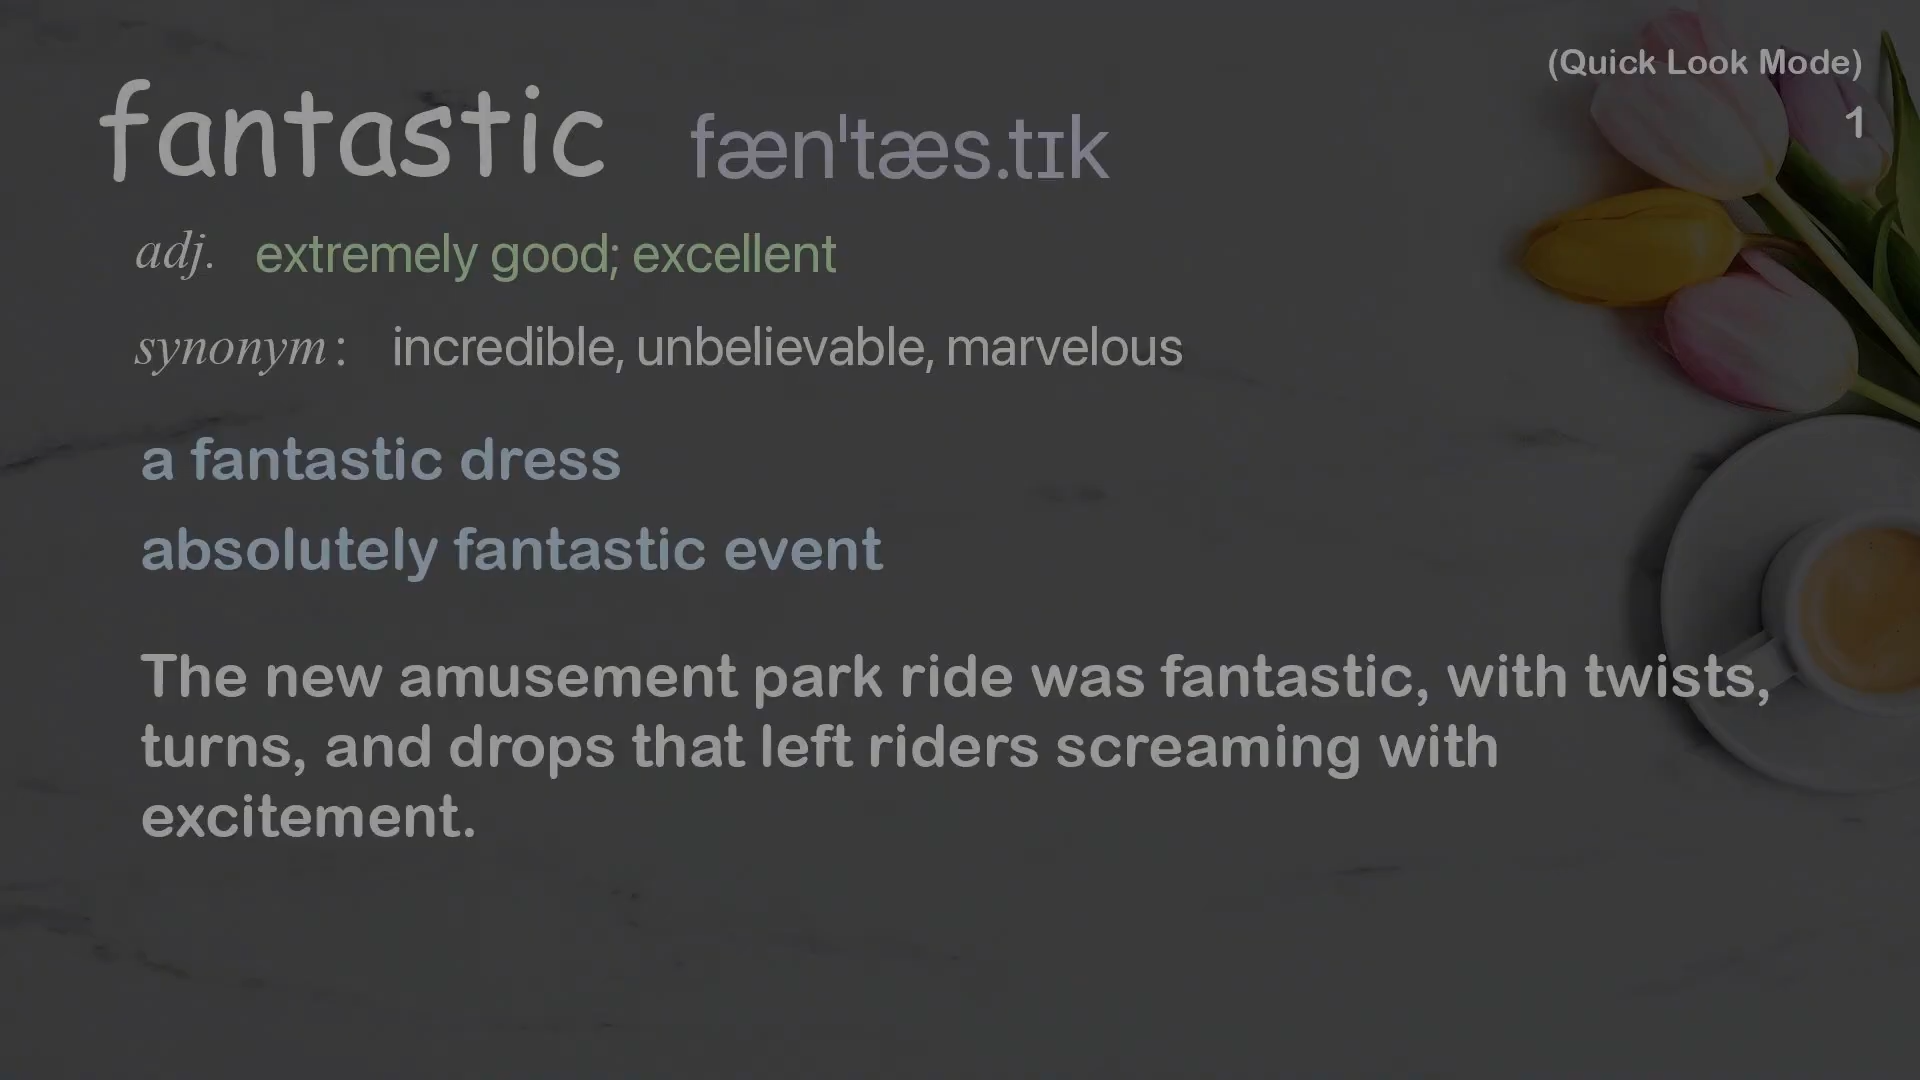 (Quick Look Mode)
1
fantastic fæn'tæs.tɪk
adj. extremely good; excellent
synonym: incredible, unbelievable, marvelous
a fantastic dress
absolutely fantastic event
The new amusement park ride was fantastic, with twists,
turns, and drops that left riders screaming with
excitement.